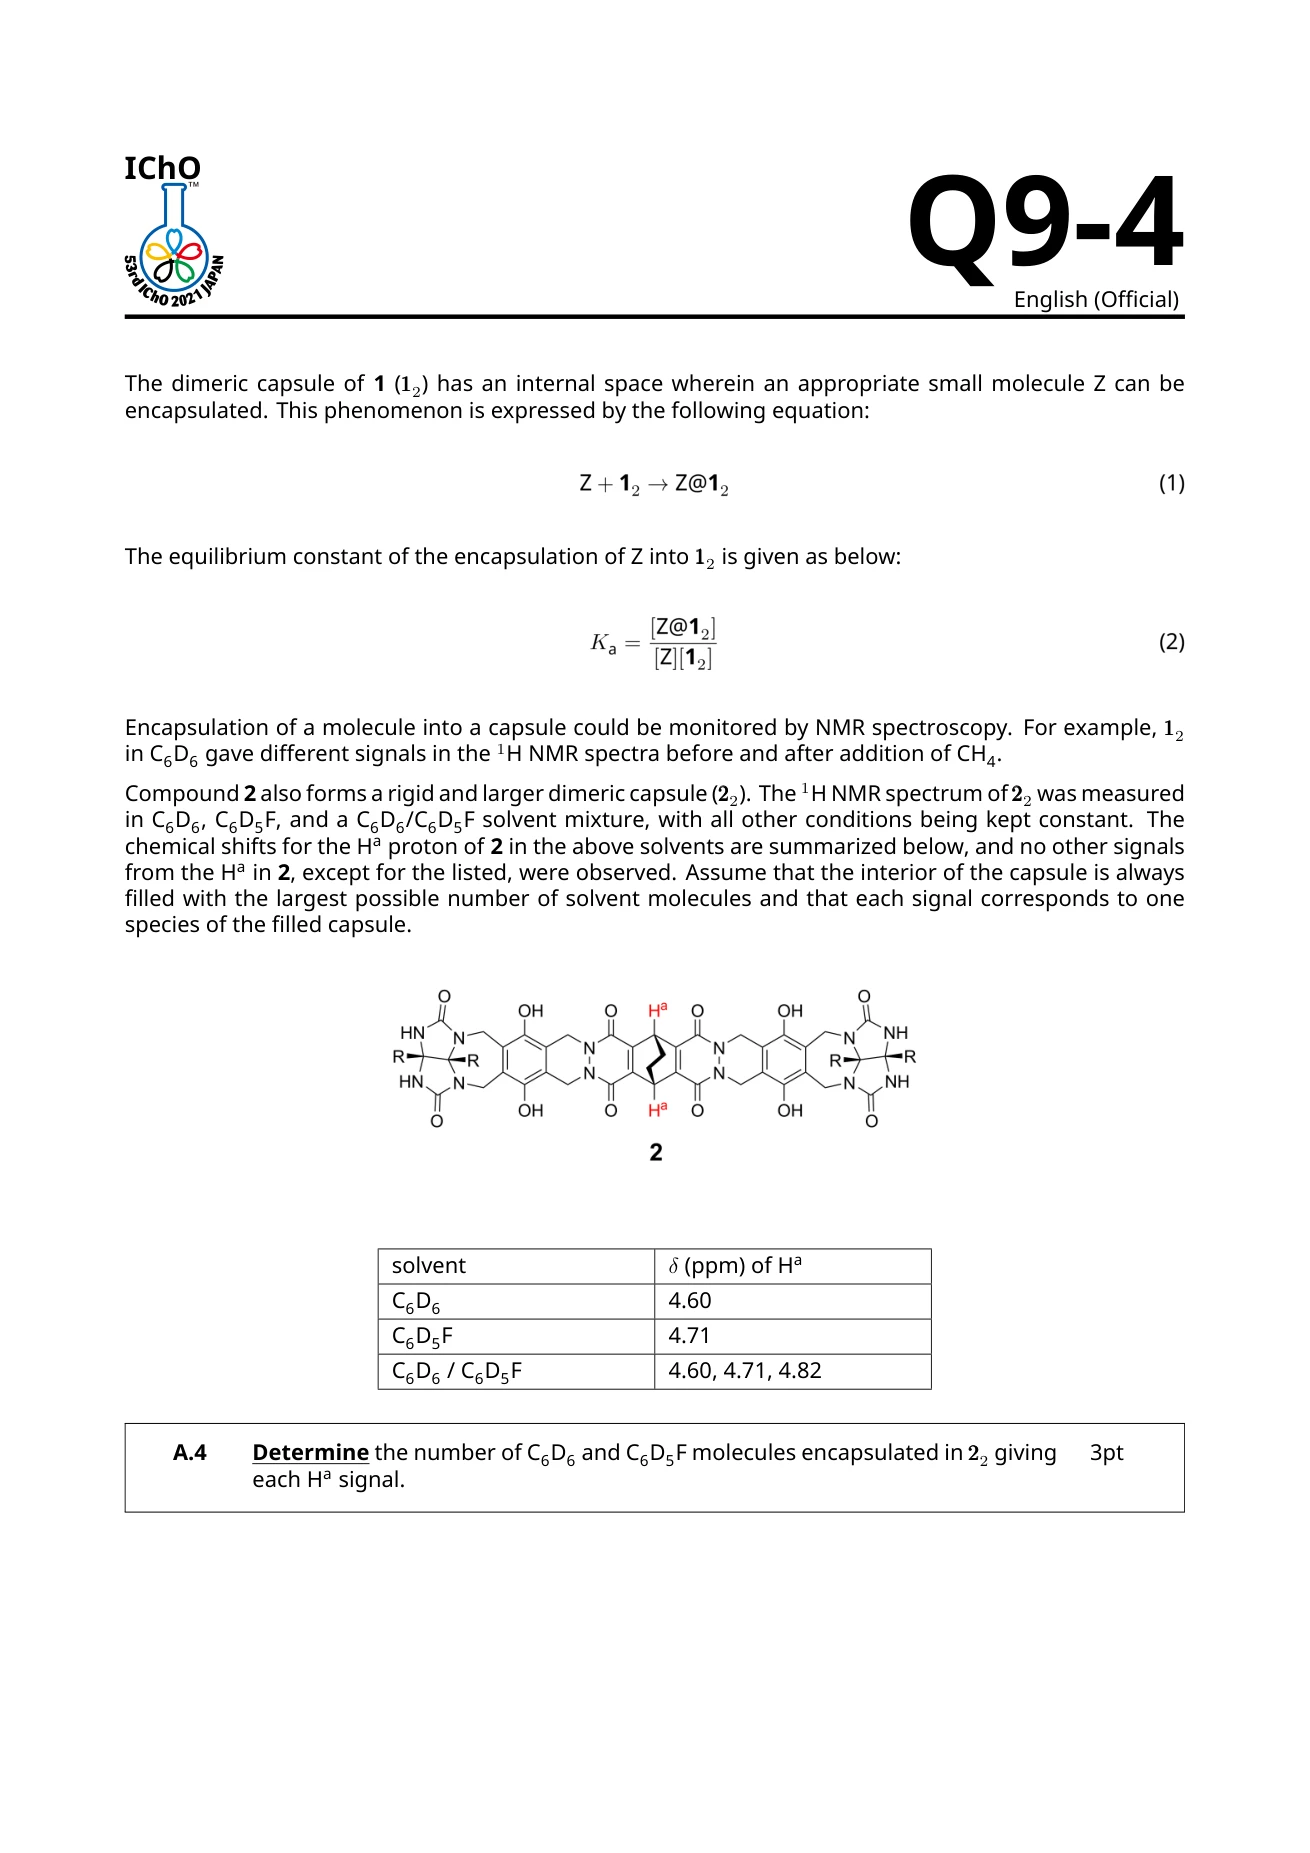 IChO
TM
53rd IChO 2021 JAPAN
Q9-4
English (Official)
The dimeric capsule of 1 (1₂) has an internal space wherein an appropriate small molecule Z can be
encapsulated. This phenomenon is expressed by the following equation:
Z + 1₂ → Z@1₂ (1)
The equilibrium constant of the encapsulation of Z into 1₂ is given as below:
Kₐ = [Z@1₂] / [Z][1₂] (2)
Encapsulation of a molecule into a capsule could be monitored by NMR spectroscopy. For example, 1₂
in C₆D₆ gave different signals in the ¹H NMR spectra before and after addition of CH₄.
Compound 2 also forms a rigid and larger dimeric capsule (2₂). The ¹H NMR spectrum of 2₂ was measured
in C₆D₆, C₆D₅F, and a C₆D₆/C₆D₅F solvent mixture, with all other conditions being kept constant. The
chemical shifts for the Hᵃ proton of 2 in the above solvents are summarized below, and no other signals
from the Hᵃ in 2, except for the listed, were observed. Assume that the interior of the capsule is always
filled with the largest possible number of solvent molecules and that each signal corresponds to one
species of the filled capsule.
O O
OH O Hᵃ O OH
HN N N N N NH
R R R R
HN N N N N NH
OH O Hᵃ O OH
O O
2
solvent δ (ppm) of Hᵃ
C₆D₆ 4.60
C₆D₅F 4.71
C₆D₆ / C₆D₅F 4.60, 4.71, 4.82
A.4 Determine the number of C₆D₆ and C₆D₅F molecules encapsulated in 2₂ giving 3pt
each Hᵃ signal.